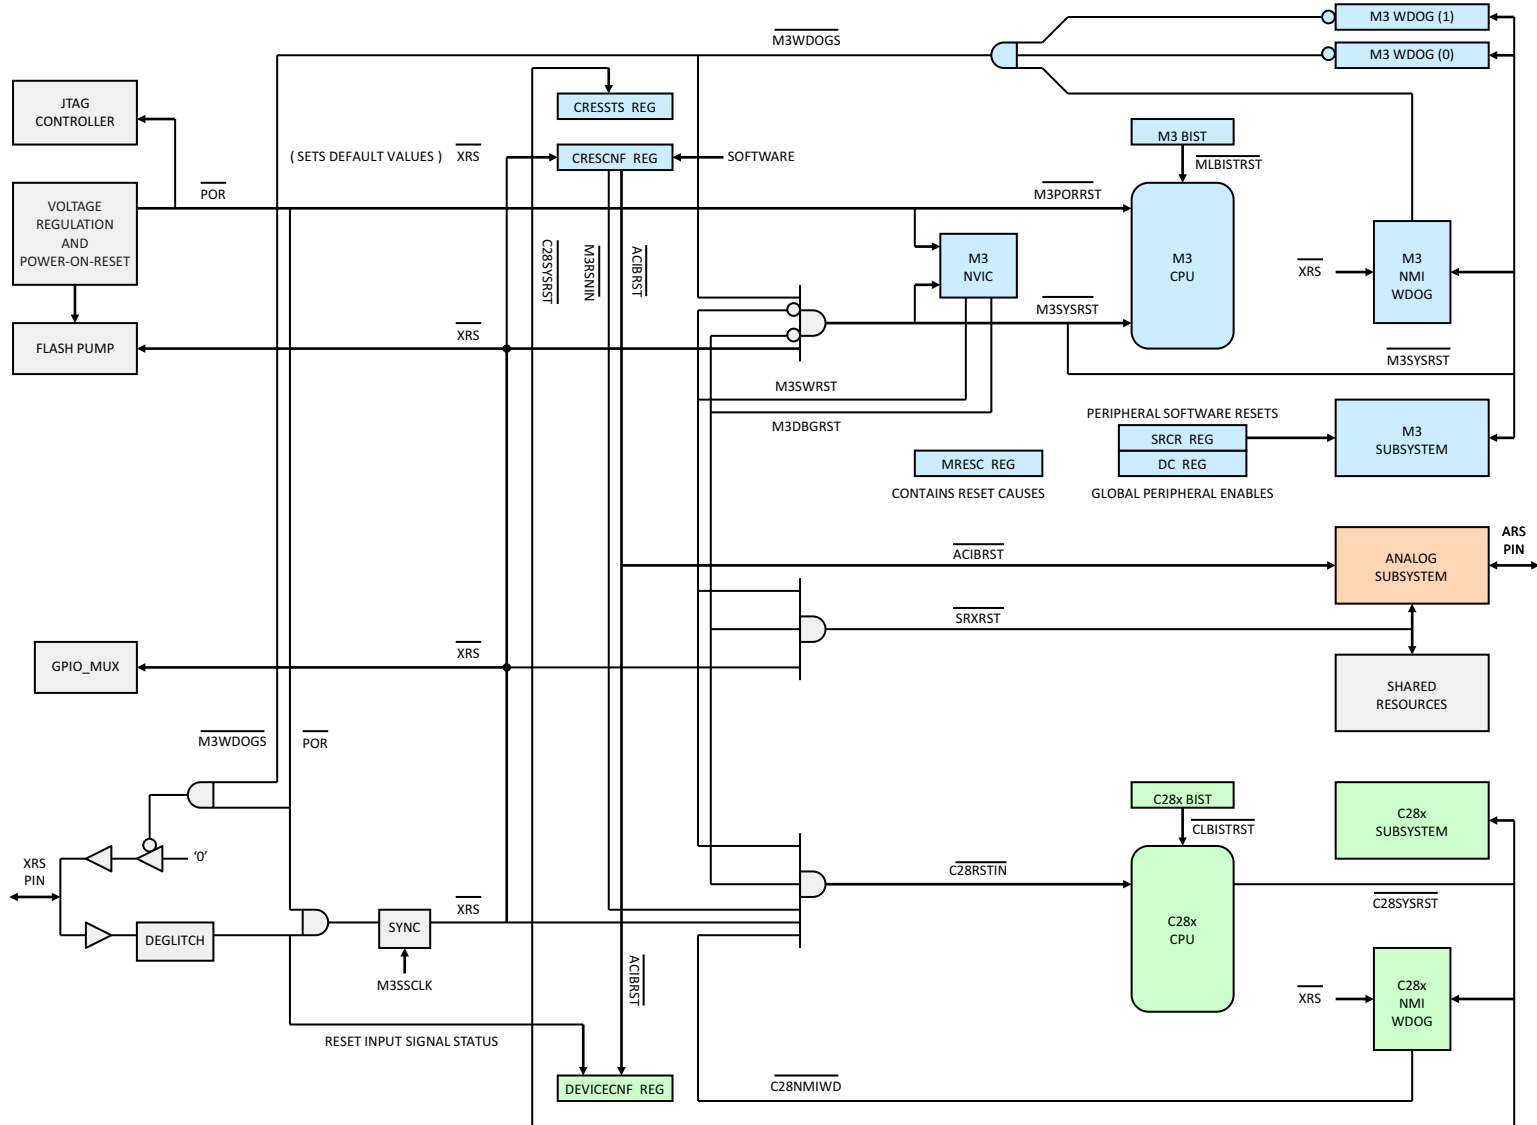 M3 WDOG (1)
M3WDOGS
M3 WDOG (0)
JTAG
CONTROLLER
CRESSTS REG
M3 BIST
( SETS DEFAULT VALUES )
XRS
CRESCNF REG
SOFTWARE
MLBISTRST
POR
M3PORRST
VOLTAGE
REGULATION
AND
POWER-ON-RESET
C28SYSRST
M3RSNIN
ACIBRST
M3
NVIC
M3
CPU
XRS
M3
NMI
WDOG
M3SYSRST
FLASH PUMP
XRS
M3SYSRST
M3SWRST
M3DBGRST
PERIPHERAL SOFTWARE RESETS
SRCR REG
DC REG
GLOBAL PERIPHERAL ENABLES
M3
SUBSYSTEM
MRESC REG
CONTAINS RESET CAUSES
ACIBRST
ANALOG
SUBSYSTEM
ARS
PIN
SRXRST
GPIO_MUX
XRS
SHARED
RESOURCES
M3WDOGS
POR
C28x BIST
CLBISTRST
C28x
SUBSYSTEM
‘0’
XRS
PIN
C28RSTIN
C28x
CPU
C28SYSRST
DEGLITCH
SYNC
XRS
M3SSCLK
ACIBRST
XRS
C28x
NMI
WDOG
RESET INPUT SIGNAL STATUS
DEVICECNF REG
C28NMIWD